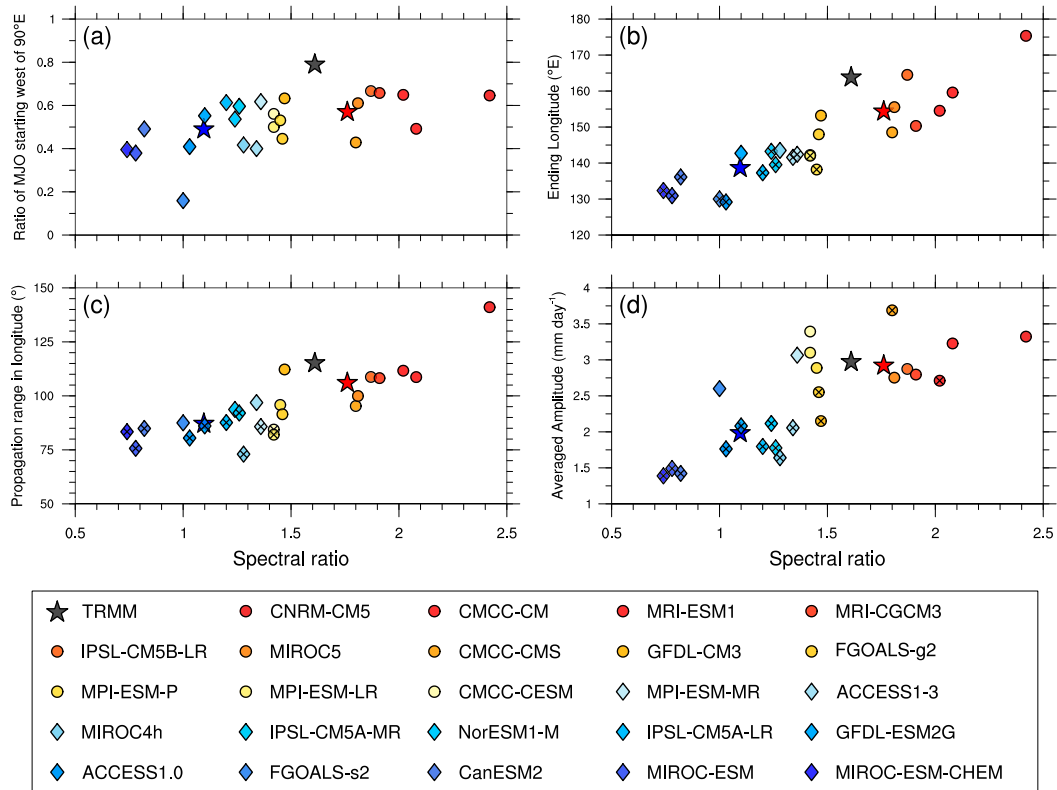 (a)
Ratio of MJO starting west of 90°E
1
0.8
0.6
0.4
0.2
0
(b)
Ending Longitude (°E)
180
170
160
150
140
130
120
(c)
Propagation range in longitude (°)
150
125
100
75
50
0.5 1 1.5 2 2.5
Spectral ratio
(d)
Averaged Amplitude (mm day⁻¹)
4
3.5
3
2.5
2
1.5
1
0.5 1 1.5 2 2.5
Spectral ratio
TRMM CNRM-CM5 CMCC-CM MRI-ESM1 MRI-CGCM3
IPSL-CM5B-LR MIROC5 CMCC-CMS GFDL-CM3 FGOALS-g2
MPI-ESM-P MPI-ESM-LR CMCC-CESM MPI-ESM-MR ACCESS1-3
MIROC4h IPSL-CM5A-MR NorESM1-M IPSL-CM5A-LR GFDL-ESM2G
ACCESS1.0 FGOALS-s2 CanESM2 MIROC-ESM MIROC-ESM-CHEM